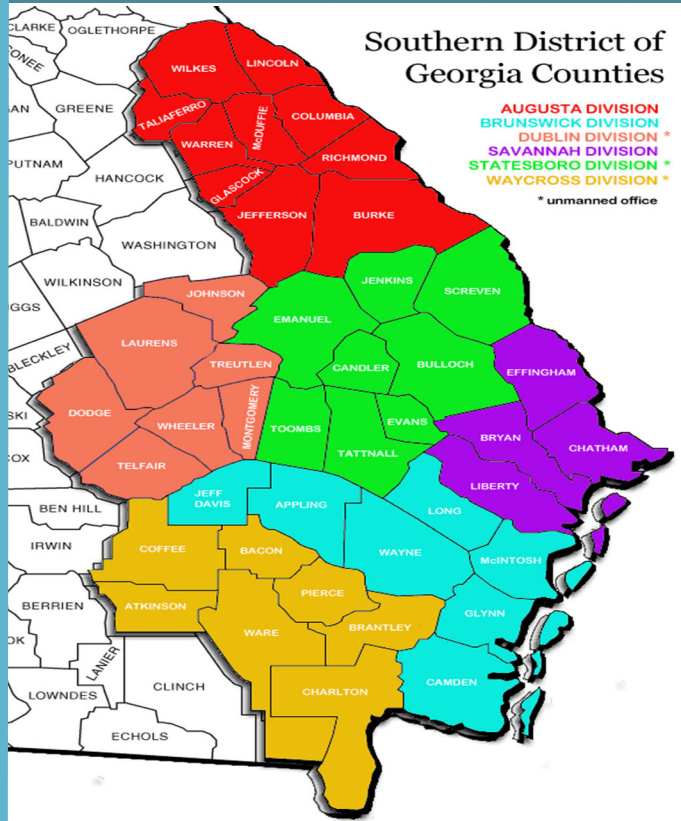 CLARKE
OGLETHORPE
Southern District of
Georgia Counties
LINCOLN
WILKES
GREENE
AUGUSTA DIVISION
BRUNSWICK DIVISION
DUBLIN DIVISION *
SAVANNAH DIVISION
STATESBORO DIVISION *
WAYCROSS DIVISION *
* unmanned office
TALIAFERRO
McDUFFIE
COLUMBIA
WARREN
RICHMOND
PUTNAM
HANCOCK
GLASCOCK
JEFFERSON
BURKE
BALDWIN
WASHINGTON
WILKINSON
JENKINS
SCREVEN
JOHNSON
EMANUEL
LAURENS
BLECKLEY
TREUTLEN
CANDLER
BULLOCH
EFFINGHAM
DODGE
WHEELER
MONTGOMERY
TOOMBS
EVANS
BRYAN
CHATHAM
TATTNALL
TELFAIR
LIBERTY
JEFF
DAVIS
APPLING
LONG
BEN HILL
IRWIN
COFFEE
BACON
WAYNE
McINTOSH
PIERCE
ATKINSON
BERRIEN
GLYNN
WARE
BRANTLEY
LANIER
CLINCH
CHARLTON
CAMDEN
LOWNDES
ECHOLS